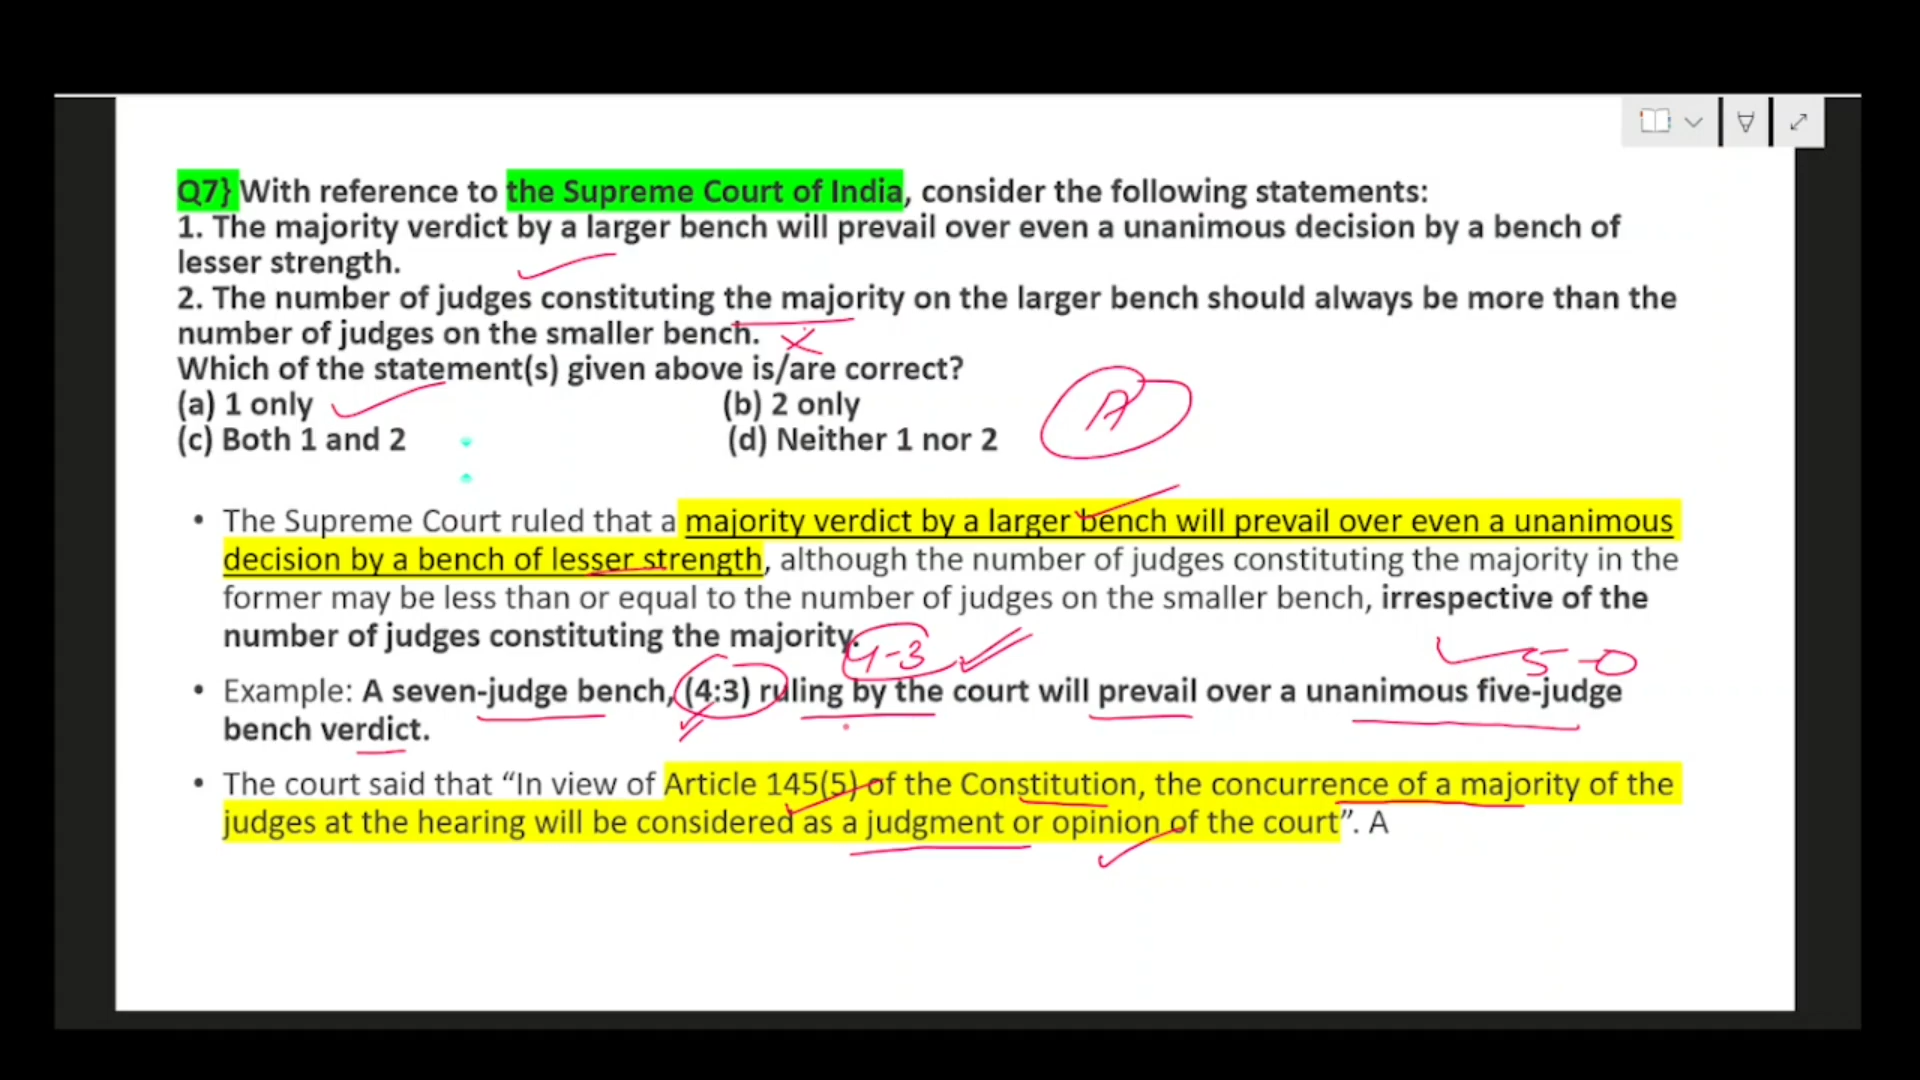 Q7} With reference to the Supreme Court of India, consider the following statements:
1. The majority verdict by a larger bench will prevail over even a unanimous decision by a bench of
lesser strength.
2. The number of judges constituting the majority on the larger bench should always be more than the
number of judges on the smaller bench.
Which of the statement(s) given above is/are correct?
(a) 1 only (b) 2 only
A
(c) Both 1 and 2 (d) Neither 1 nor 2
• The Supreme Court ruled that a majority verdict by a larger bench will prevail over even a unanimous
decision by a bench of lesser strength, although the number of judges constituting the majority in the
former may be less than or equal to the number of judges on the smaller bench, irrespective of the
number of judges constituting the majority.
4-3 5-0
• Example: A seven-judge bench, (4:3) ruling by the court will prevail over a unanimous five-judge
bench verdict.
• The court said that “In view of Article 145(5) of the Constitution, the concurrence of a majority of the
judges at the hearing will be considered as a judgment or opinion of the court”. A